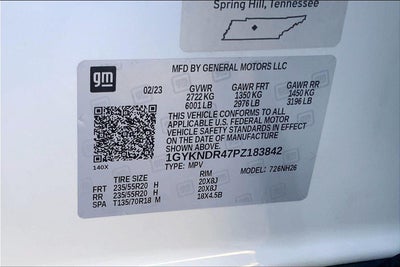 Spring Hill, Tennessee
gm
MFD BY GENERAL MOTORS LLC
02/23 GVWR GAWR FRT GAWR RR
2722 KG 1350 KG 1450 KG
6001 LB 2976 LB 3196 LB
THIS VEHICLE CONFORMS TO ALL
APPLICABLE U.S. FEDERAL MOTOR
VEHICLE SAFETY STANDARDS IN EFFECT
ON THE DATE OF MANUFACTURE
SHOWN ABOVE.
1GYKNDR47PZ183842
140X TYPE: MPV MODEL: 726NH26
TIRE SIZE RIM
FRT 235/55R20 H 20X8J
RR 235/55R20 H 20X8J
SPA T135/70R18 M 18X4.5B